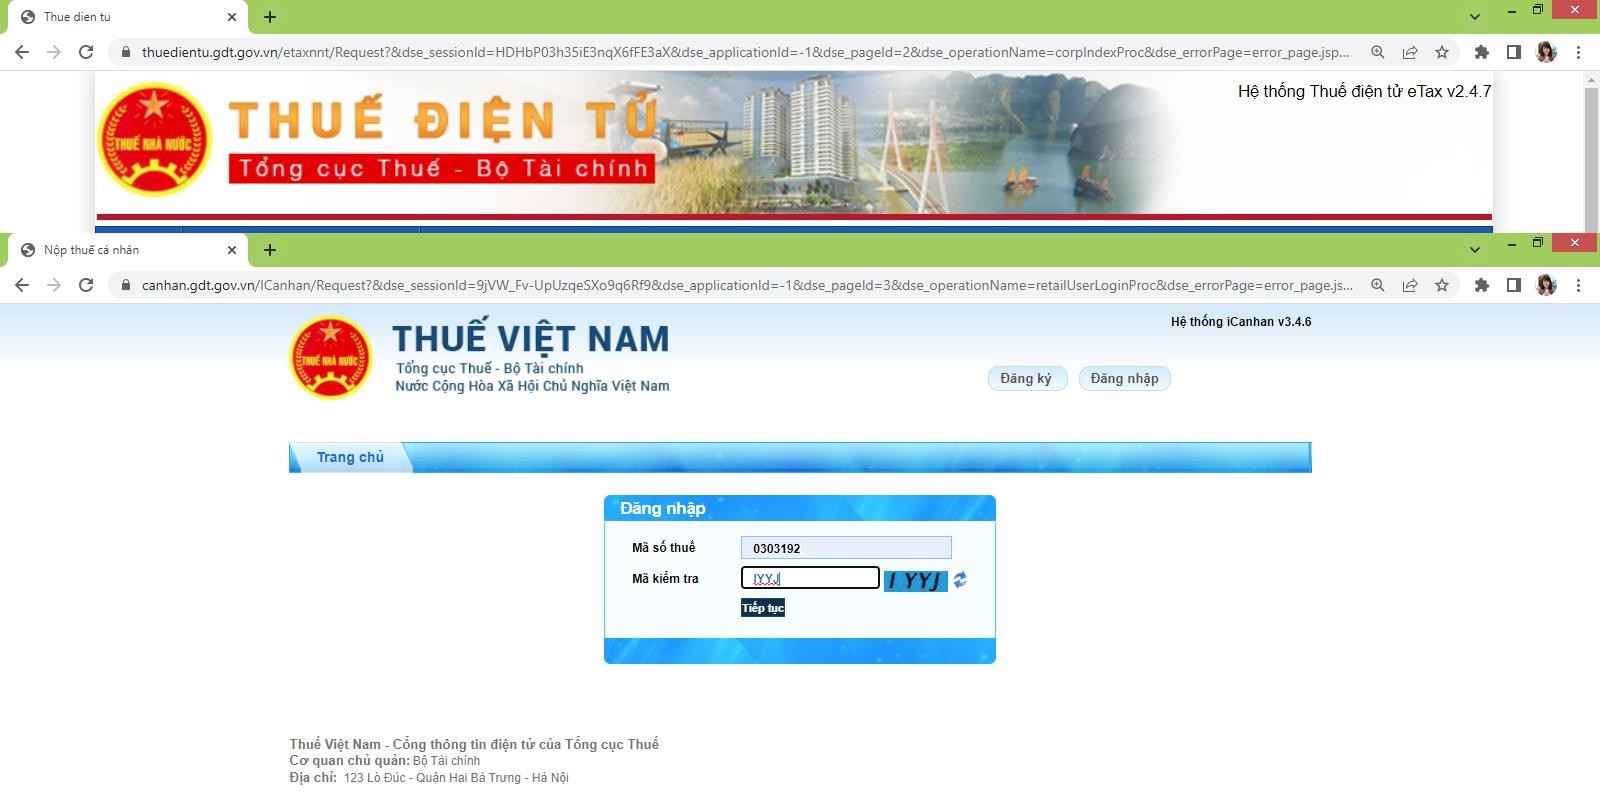 Thue dien tu
thuedientu.gdt.gov.vn/etaxnnt/Request?&dse_sessionId=HDHbP03h35iE3nqX6fFE3aX&dse_applicationId=-1&dse_pageId=2&dse_operationName=corpIndexProc&dse_errorPage=error_page.jsp...
Hệ thống Thuế điện tử eTax v2.4.7
THUẾ ĐIỆN TỬ
THUẾ NHÀ NƯỚC
Tổng cục Thuế - Bộ Tài chính
Nộp thuế cá nhân
canhan.gdt.gov.vn/ICanhan/Request?&dse_sessionId=9jVW_Fv-UpUzqeSXo9q6Rf9&dse_applicationId=-1&dse_pageId=3&dse_operationName=retailUserLoginProc&dse_errorPage=error_page.js...
Hệ thống iCanhan v3.4.6
THUẾ VIỆT NAM
THUẾ NHÀ NƯỚC
Tổng cục Thuế - Bộ Tài chính
Nước Cộng Hòa Xã Hội Chủ Nghĩa Việt Nam
Đăng ký
Đăng nhập
Trang chủ
Đăng nhập
Mã số thuế 0303192
Mã kiểm tra IYYJ IYYJ
Tiếp tục
Thuế Việt Nam - Cổng thông tin điện tử của Tổng cục Thuế
Cơ quan chủ quản: Bộ Tài chính
Địa chỉ: 123 Lò Đúc - Quận Hai Bà Trưng - Hà Nội